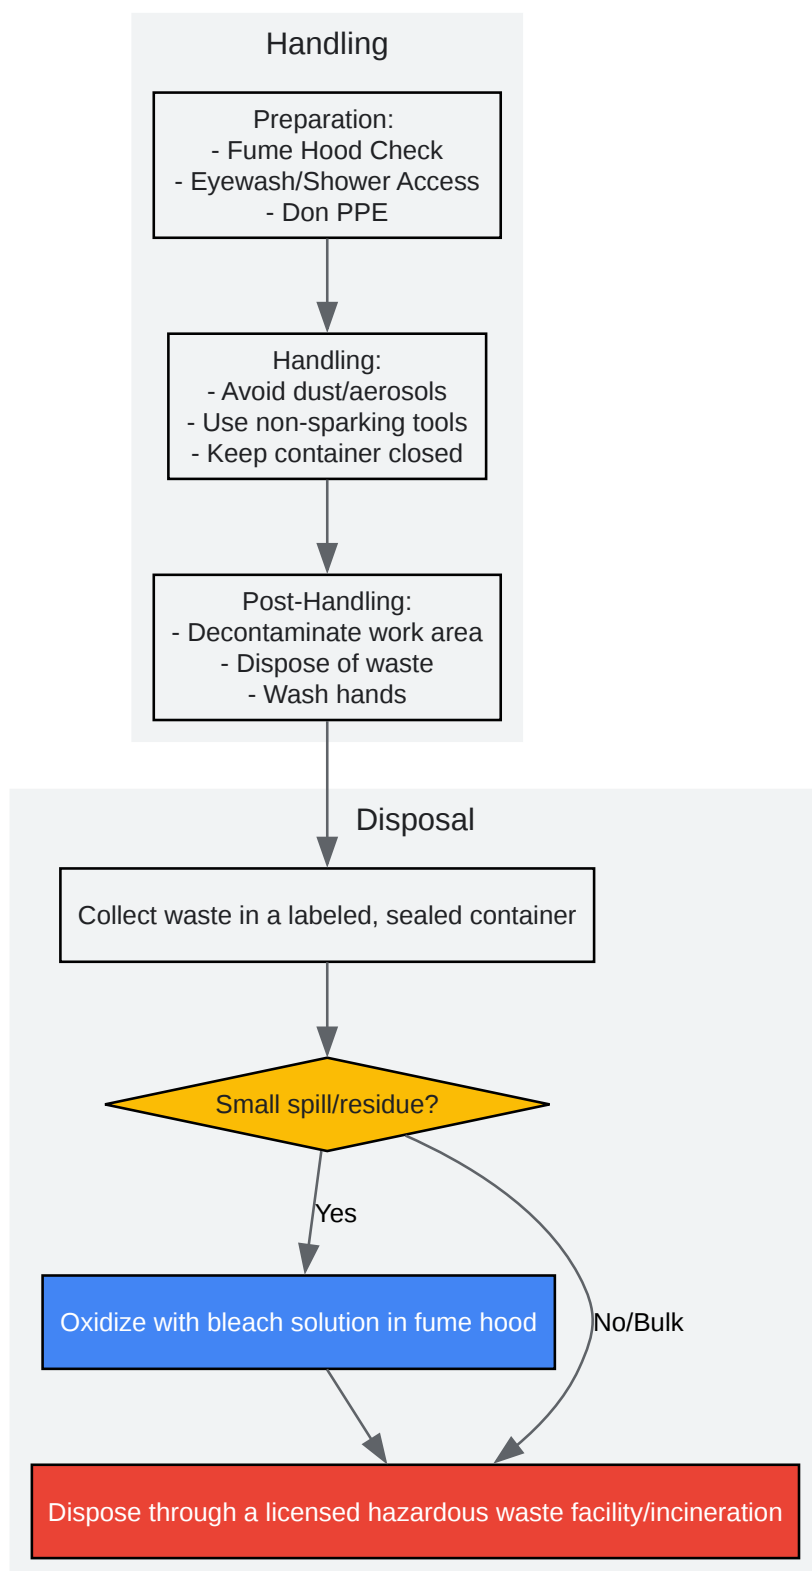 Handling
Preparation:
- Fume Hood Check
- Eyewash/Shower Access
- Don PPE
Handling:
- Avoid dust/aerosols
- Use non-sparking tools
- Keep container closed
Post-Handling:
- Decontaminate work area
- Dispose of waste
- Wash hands
Disposal
Collect waste in a labeled, sealed container
Small spill/residue?
Yes
Oxidize with bleach solution in fume hood
No/Bulk
Dispose through a licensed hazardous waste facility/incineration